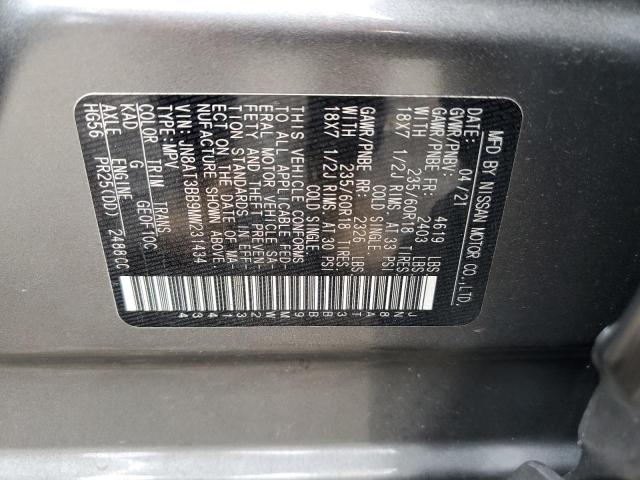 MFD BY NISSAN MOTOR CO.,LTD.
DATE: 04/21
GVWR/PNBV: 4619 LBS
GAWR/PNBE FR: 2403 LBS
WITH 235/60R18 TIRES
18X7 1/2J RIMS, AT 33 PSI
COLD SINGLE
GAWR/PNBE RR 2326 LBS
WITH 235/60R18 TIRES
18X7 1/2J RIMS, AT 30 PSI
COLD SINGLE
THIS VEHICLE CONFORMS
TO ALL APPLICABLE FED-
ERAL MOTOR VEHICLE SA-
FETY AND THEFT PREVEN-
TION STANDARDS IN EFF-
ECT ON THE DATE OF MA-
NUFACTURE SHOWN ABOVE.
VIN: JN8AT3BB9MW231434
TYPE: MPV
COLOR TRIM TRANS
KAD G GE0F10C
AXLE ENGINE
HG56 PR25(DD) 2488CC
JN8AT3BB9MW231434